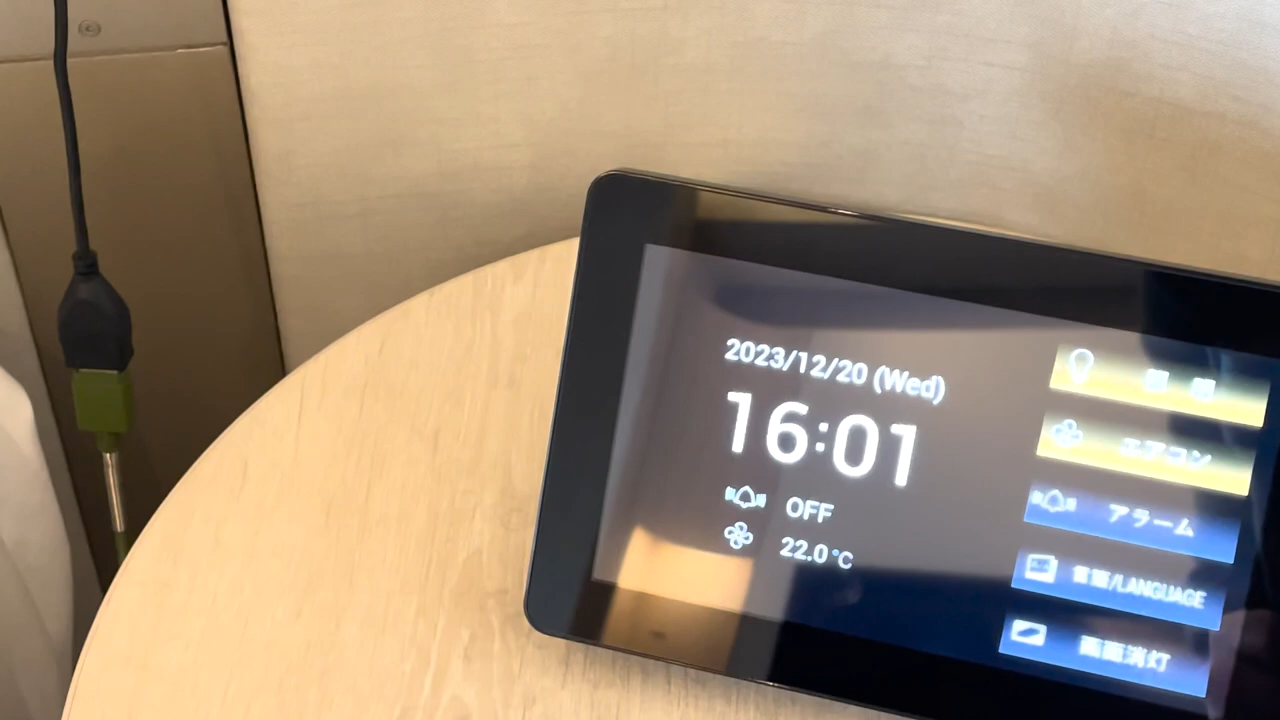 2023/12/20 (Wed)
16:01
OFF
22.0°C
照 明
エアコン
アラーム
言語/LANGUAGE
画面消灯